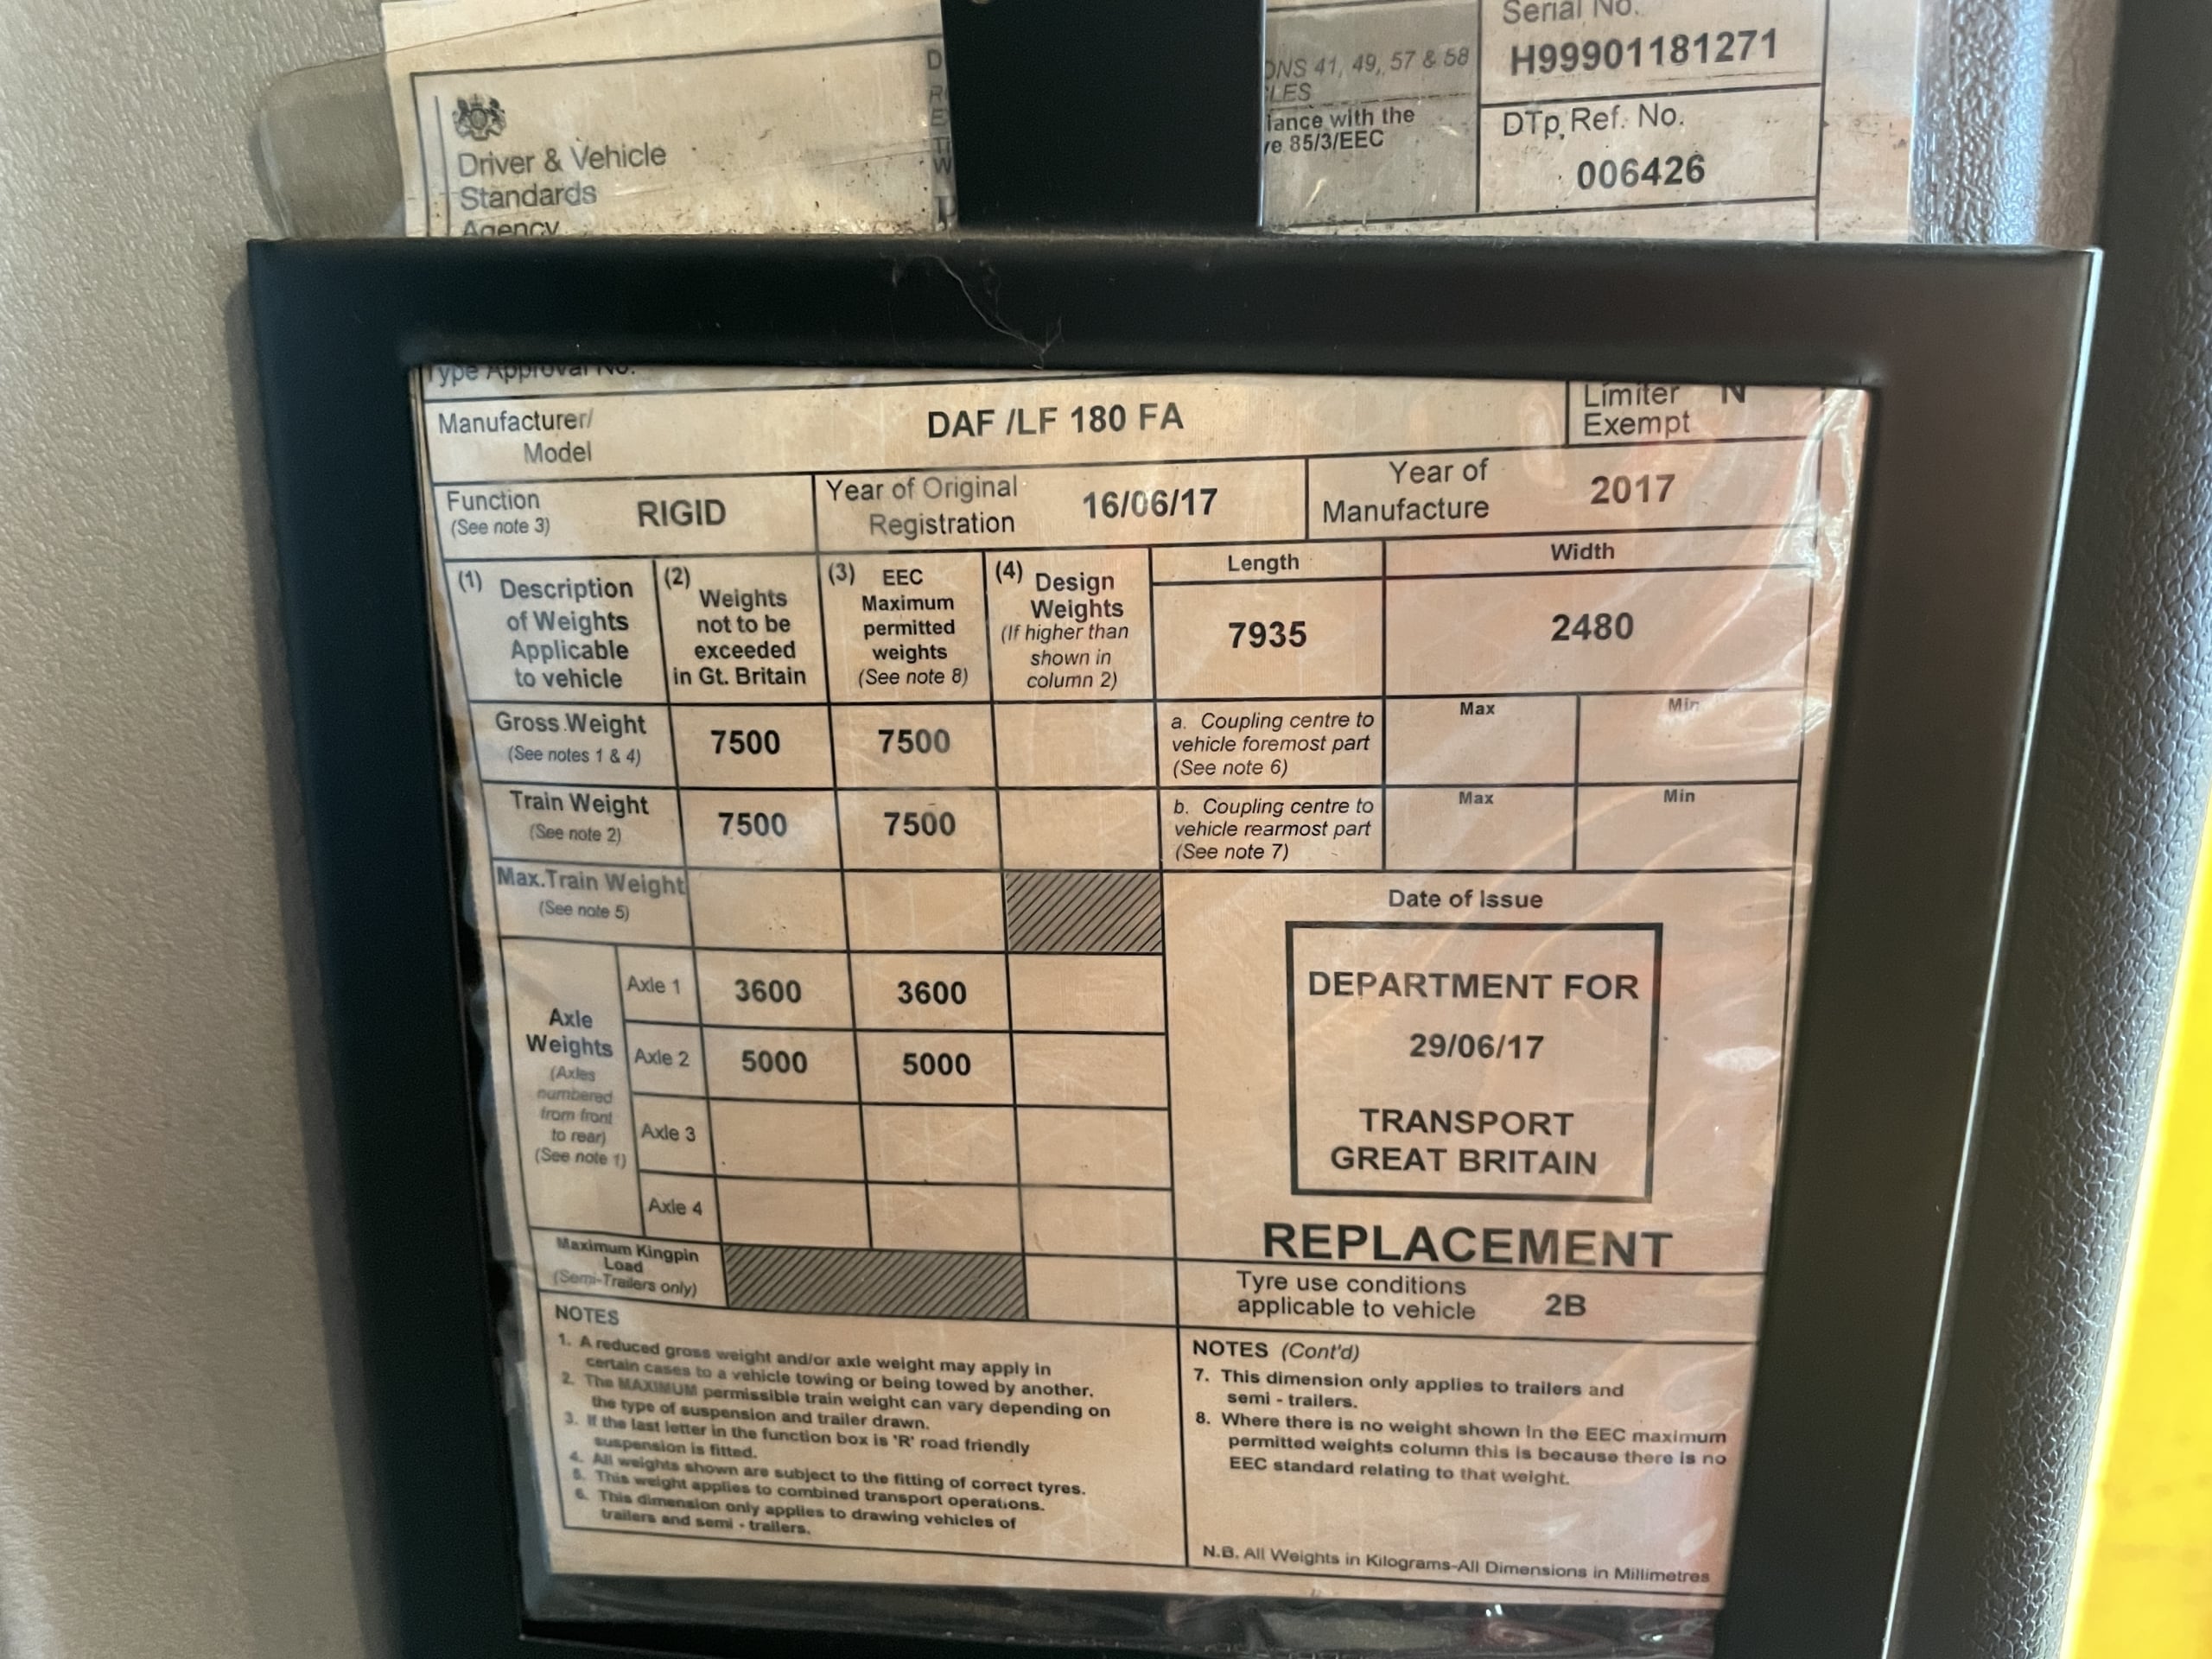 Driver & Vehicle
Standards
Agency
ONS 41, 49, 57 & 58
LES
iance with the
ve 85/3/EEC
Serial No.
H99901181271
DTp Ref. No.
006426
Type Approval No.
Manufacturer/
Model
DAF /LF 180 FA
Limiter N
Exempt
Function
(See note 3)
RIGID
Year of Original
Registration
16/06/17
Year of
Manufacture
2017
(1) Description
of Weights
Applicable
to vehicle
(2) Weights
not to be
exceeded
in Gt. Britain
(3) EEC
Maximum
permitted
weights
(See note 8)
(4) Design
Weights
(If higher than
shown in
column 2)
Length
7935
Width
2480
Gross Weight
(See notes 1 & 4)
7500
7500
a. Coupling centre to
vehicle foremost part
(See note 6)
Max
Min
Train Weight
(See note 2)
7500
7500
b. Coupling centre to
vehicle rearmost part
(See note 7)
Max
Min
Max.Train Weight
(See note 5)
Axle
Weights
(Axles
numbered
from front
to rear)
(See note 1)
Axle 1
3600
3600
Axle 2
5000
5000
Axle 3
Axle 4
Maximum Kingpin
Load
(Semi-Trailers only)
Date of Issue
DEPARTMENT FOR
29/06/17
TRANSPORT
GREAT BRITAIN
REPLACEMENT
Tyre use conditions
applicable to vehicle
2B
NOTES
1. A reduced gross weight and/or axle weight may apply in
certain cases to a vehicle towing or being towed by another.
2. The MAXIMUM permissible train weight can vary depending on
the type of suspension and trailer drawn.
3. If the last letter in the function box is 'R' road friendly
suspension is fitted.
4. All weights shown are subject to the fitting of correct tyres.
5. This weight applies to combined transport operations.
6. This dimension only applies to drawing vehicles of
trailers and semi - trailers.
NOTES (Cont'd)
7. This dimension only applies to trailers and
semi - trailers.
8. Where there is no weight shown in the EEC maximum
permitted weights column this is because there is no
EEC standard relating to that weight.
N.B. All Weights in Kilograms-All Dimensions in Millimetres